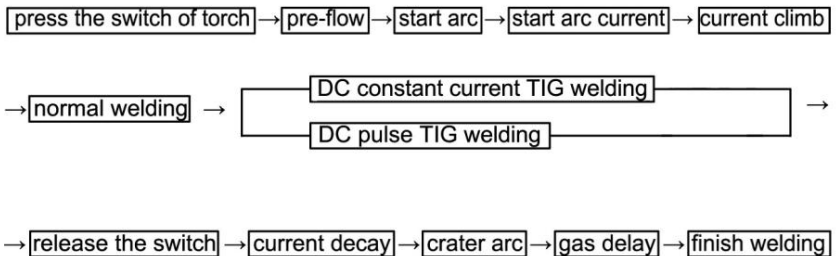 press the switch of torch → pre-flow → start arc → start arc current → current climb
→ normal welding → DC constant current TIG welding →
DC pulse TIG welding
→ release the switch → current decay → crater arc → gas delay → finish welding